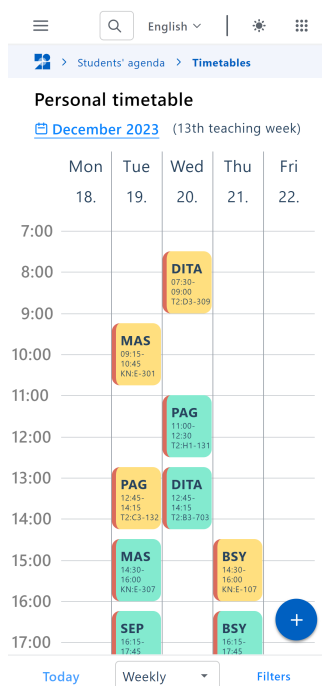 English
> Students' agenda > Timetables
Personal timetable
December 2023 (13th teaching week)
Mon Tue Wed Thu Fri
18. 19. 20. 21. 22.
7:00
8:00
DITA
07:30-
09:00
T2:D3-309
9:00
MAS
09:15-
10:45
KN:E-301
10:00
11:00
PAG
11:00-
12:30
T2:H1-131
12:00
13:00
PAG
12:45-
14:15
T2:C3-132
DITA
12:45-
14:15
T2:B3-703
14:00
MAS
14:30-
16:00
KN:E-307
BSY
14:30-
16:00
KN:E-107
15:00
16:00
SEP
16:15-
17:45
BSY
16:15-
17:45
17:00
+
Today Weekly Filters